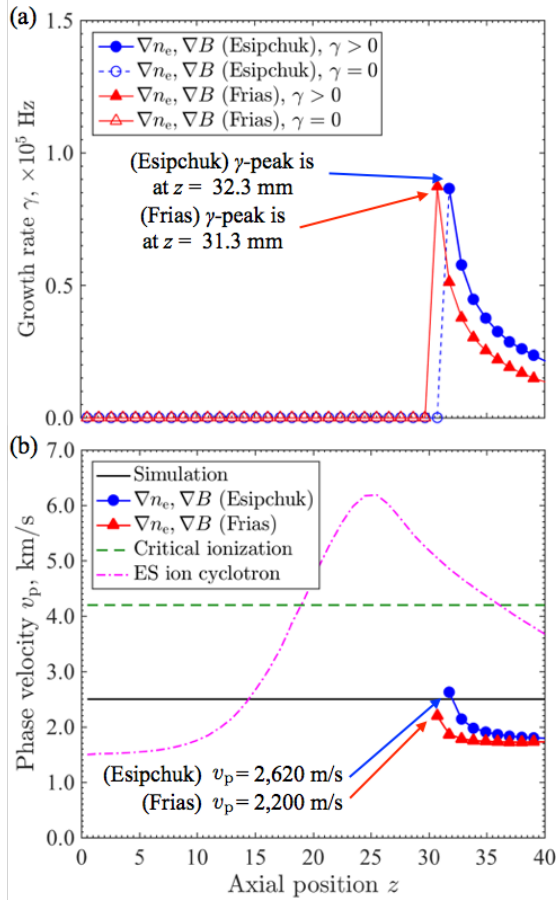 (a)
1.5
1.0
0.5
0.0
Growth rate γ, ×10⁵ Hz
∇nₑ, ∇B (Esipchuk), γ > 0
∇nₑ, ∇B (Esipchuk), γ = 0
∇nₑ, ∇B (Frias), γ > 0
∇nₑ, ∇B (Frias), γ = 0
(Esipchuk) γ-peak is
at z = 32.3 mm
(Frias) γ-peak is
at z = 31.3 mm
(b)
7.0
6.0
5.0
4.0
3.0
2.0
1.0
0.0
Phase velocity vₚ, km/s
Simulation
∇nₑ, ∇B (Esipchuk)
∇nₑ, ∇B (Frias)
Critical ionization
ES ion cyclotron
(Esipchuk) vₚ = 2,620 m/s
(Frias) vₚ = 2,200 m/s
0 5 10 15 20 25 30 35 40
Axial position z